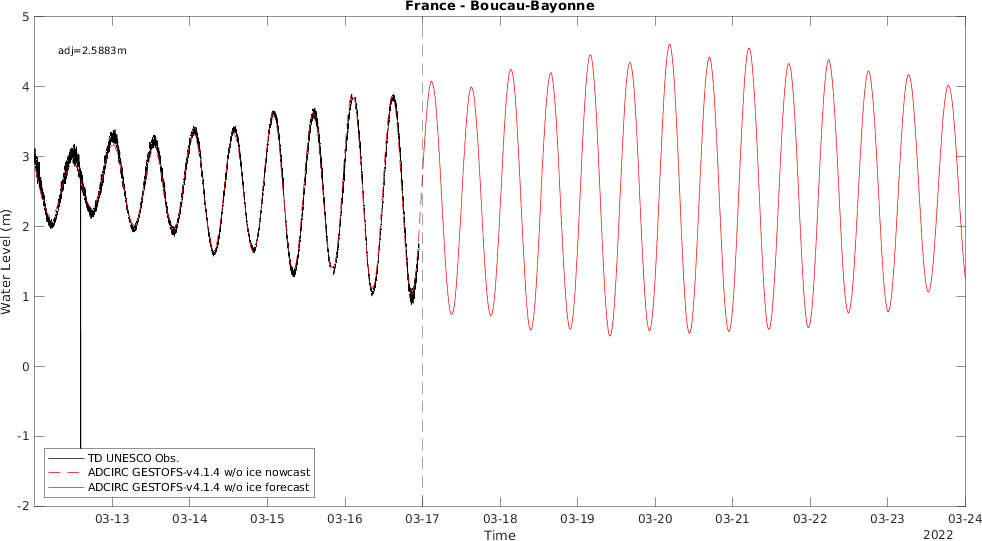 France - Boucau-Bayonne
adj=2.5883m
Water Level (m)
5
4
3
2
1
0
-1
-2
TD UNESCO Obs.
ADCIRC GESTOFS-v4.1.4 w/o ice nowcast
ADCIRC GESTOFS-v4.1.4 w/o ice forecast
03-13 03-14 03-15 03-16 03-17 03-18 03-19 03-20 03-21 03-22 03-23 03-24
Time
2022